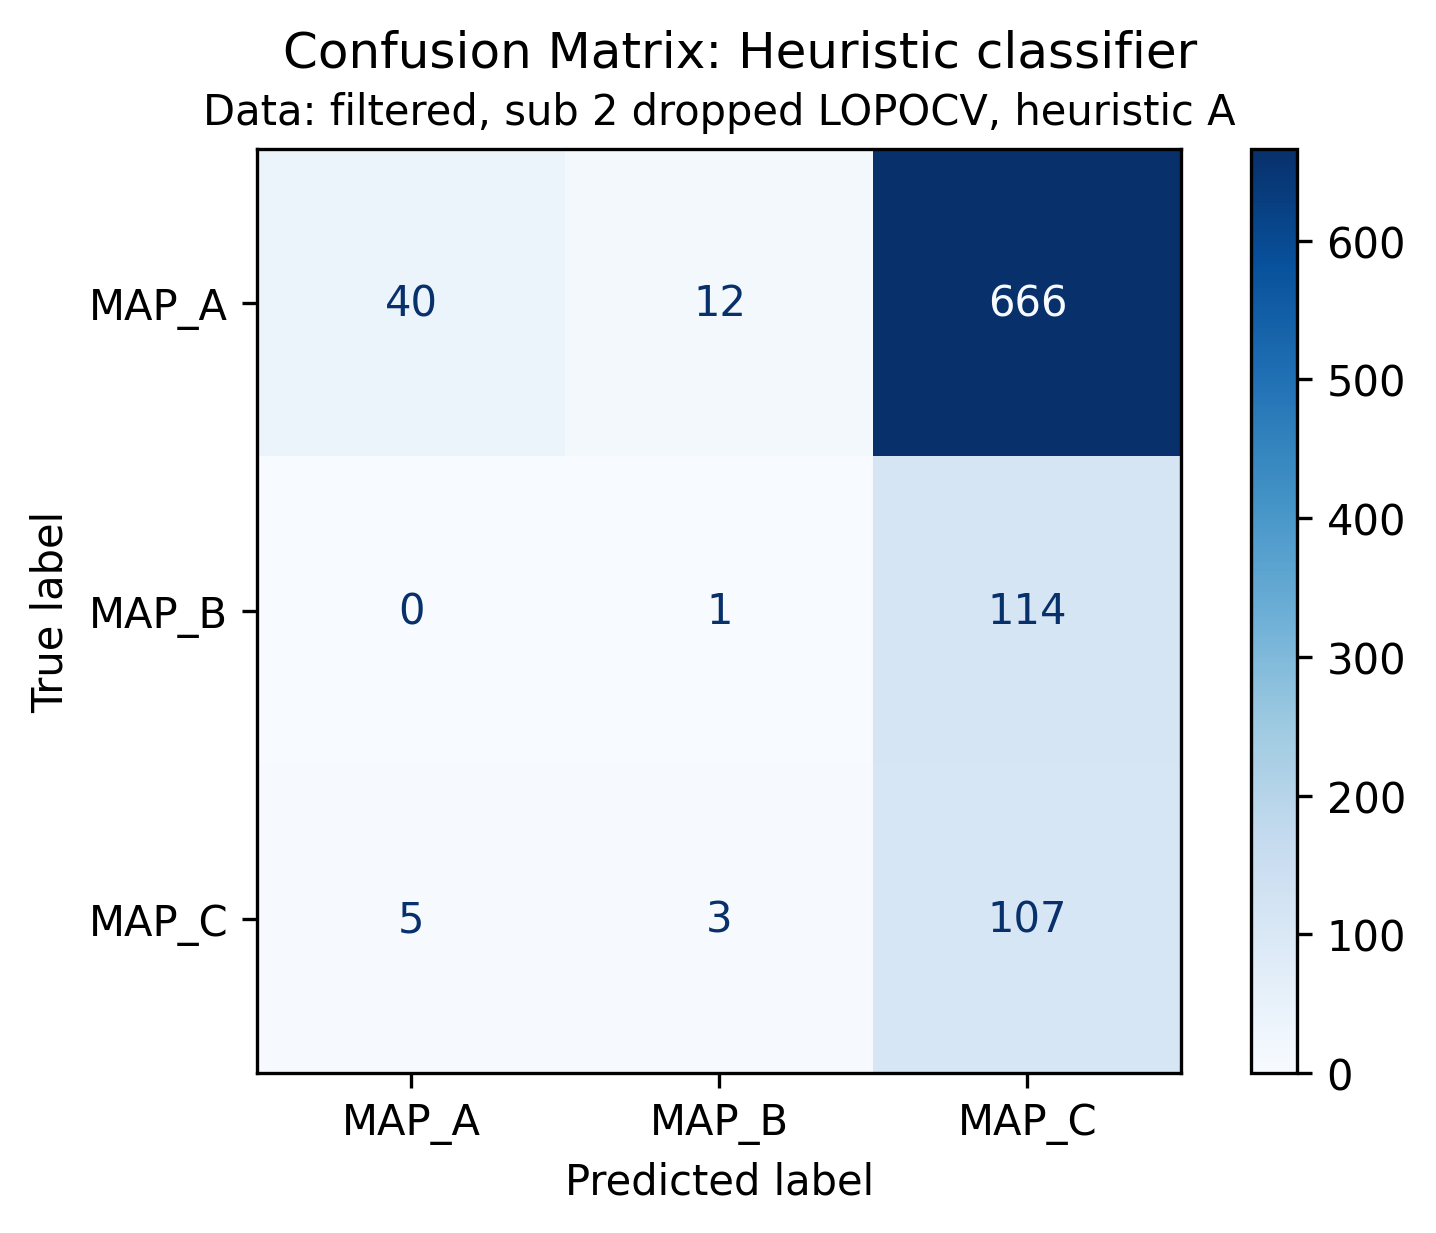 Confusion Matrix: Heuristic classifier
Data: filtered, sub 2 dropped LOPOCV, heuristic A
True label
MAP_A
40
12
666
MAP_B
0
1
114
MAP_C
5
3
107
MAP_A
MAP_B
MAP_C
Predicted label
600
500
400
300
200
100
0